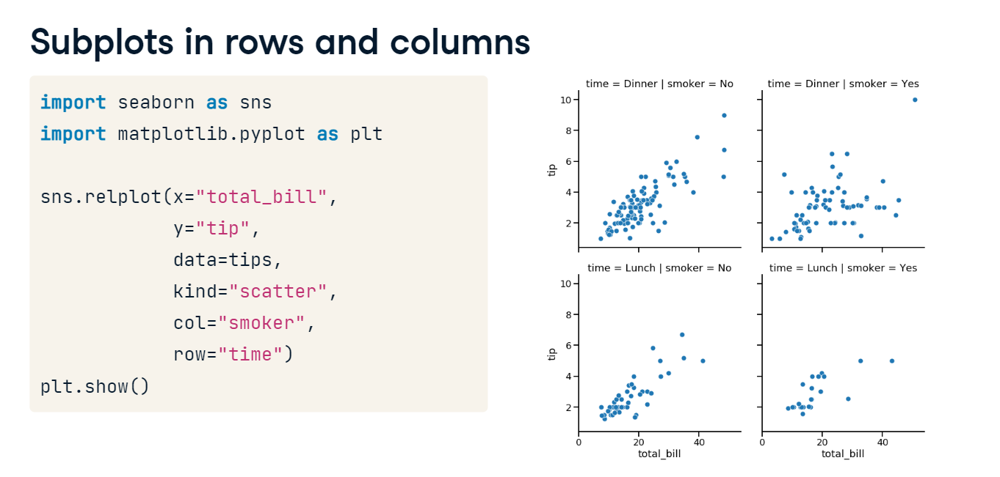 Subplots in rows and columns
import seaborn as sns
import matplotlib.pyplot as plt
sns.relplot(x="total_bill",
y="tip",
data=tips,
kind="scatter",
col="smoker",
row="time")
plt.show()
time = Dinner | smoker = No
time = Dinner | smoker = Yes
10
8
6
4
2
tip
time = Lunch | smoker = No
time = Lunch | smoker = Yes
10
8
6
4
2
tip
0 20 40
total_bill
0 20 40
total_bill